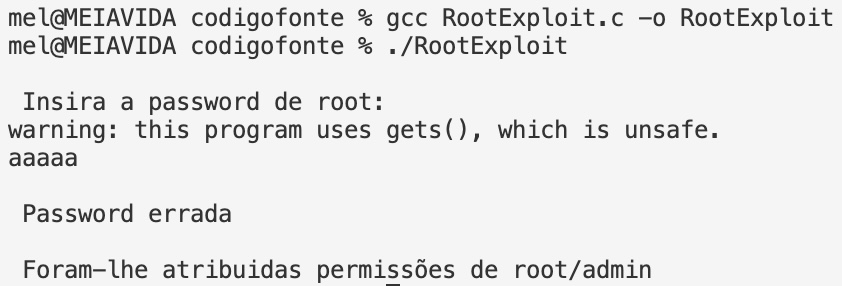 mel@MEIAVIDA codigofonte % gcc RootExploit.c -o RootExploit
mel@MEIAVIDA codigofonte % ./RootExploit
Insira a password de root:
warning: this program uses gets(), which is unsafe.
aaaaa
Password errada
Foram-lhe atribuidas permissões de root/admin